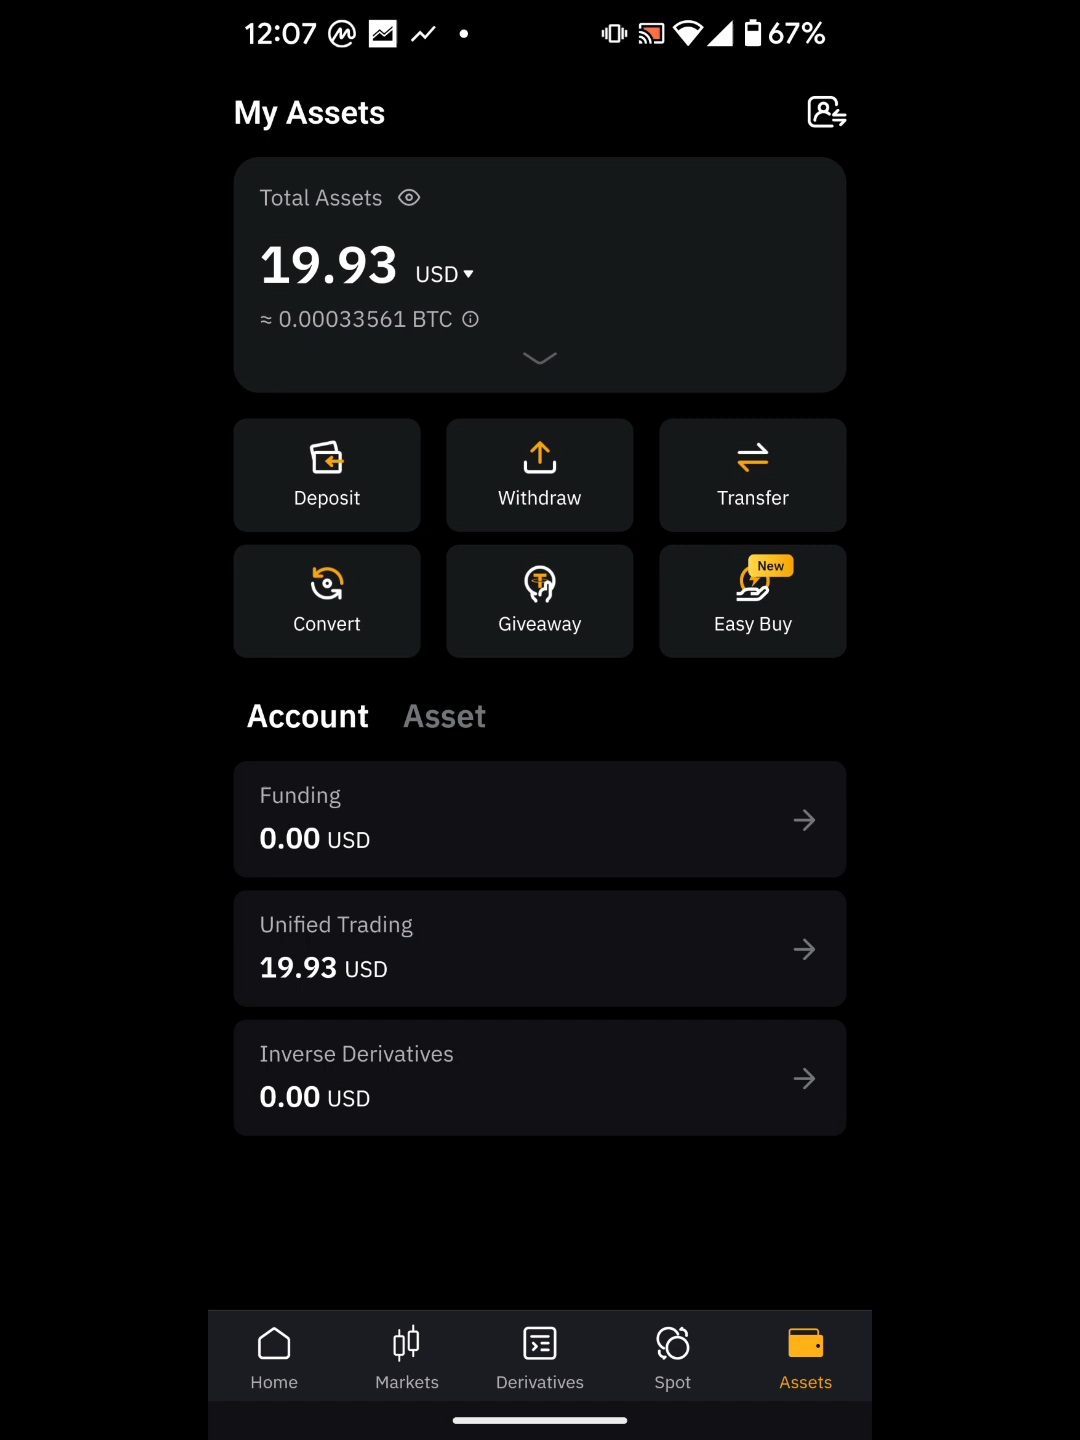 12:07 67%
My Assets
Total Assets
19.93 USD
≈ 0.00033561 BTC
Deposit Withdraw Transfer
New
Convert Giveaway Easy Buy
Account Asset
Funding
0.00 USD
Unified Trading
19.93 USD
Inverse Derivatives
0.00 USD
Home Markets Derivatives Spot Assets